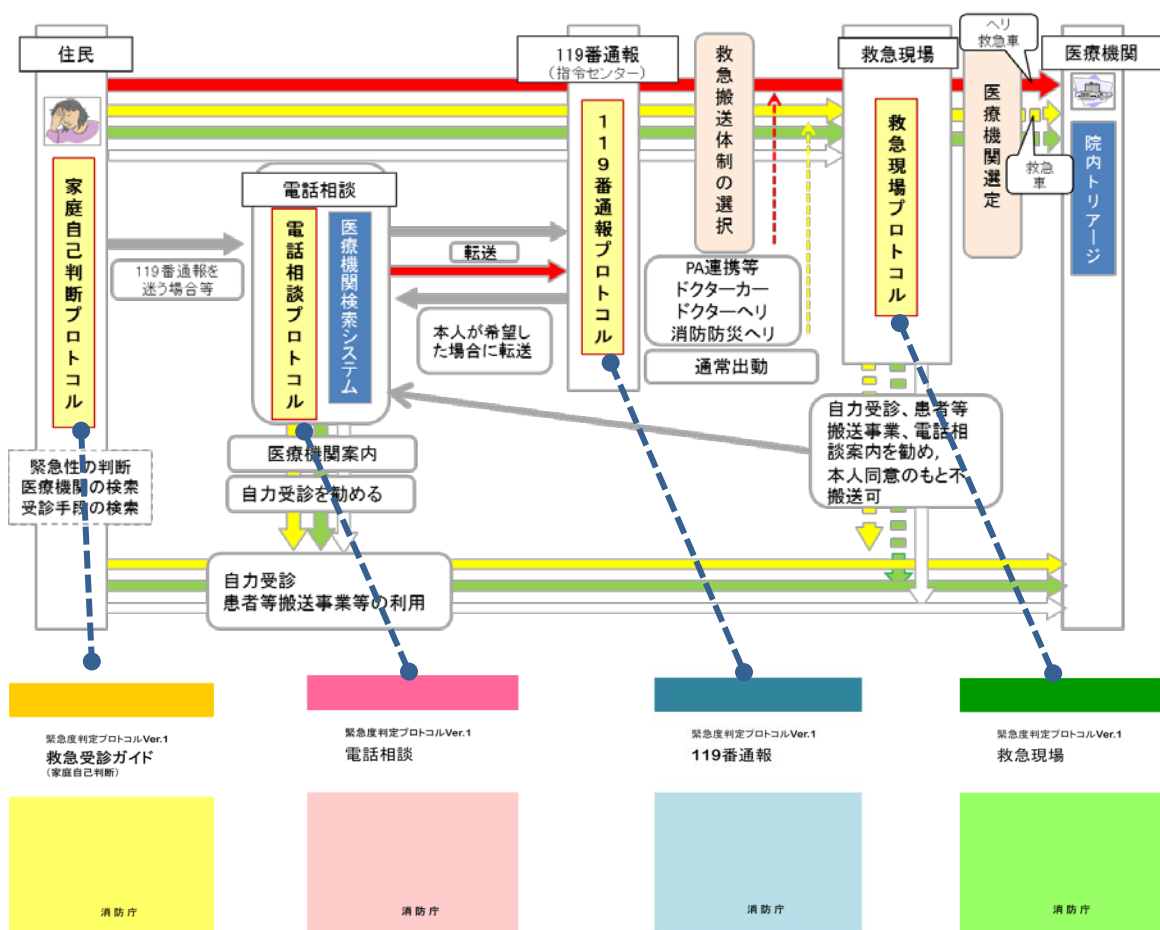 住民
119番通報
（指令センター）
救急搬送体制の選択
救急現場
ヘリ
救急車
医療機関
医療機関選定
救急
車
院内トリアージ
家庭自己判断プロトコル
119番通報を
迷う場合等
電話相談
電話相談プロトコル
医療機関検索システム
転送
本人が希望し
た場合に転送
119番通報プロトコル
PA連携等
ドクターカー
ドクターヘリ
消防防災ヘリ
通常出動
救急現場プロトコル
緊急性の判断
医療機関の検索
受診手段の検索
医療機関案内
自力受診を勧める
自力受診、患者等
搬送事業、電話相
談案内を勧め,
本人同意のもと不
搬送可
自力受診
患者等搬送事業等の利用
緊急度判定プロトコルVer.1
救急受診ガイド
（家庭自己判断）
消防庁
緊急度判定プロトコルVer.1
電話相談
消防庁
緊急度判定プロトコルVer.1
119番通報
消防庁
緊急度判定プロトコルVer.1
救急現場
消防庁